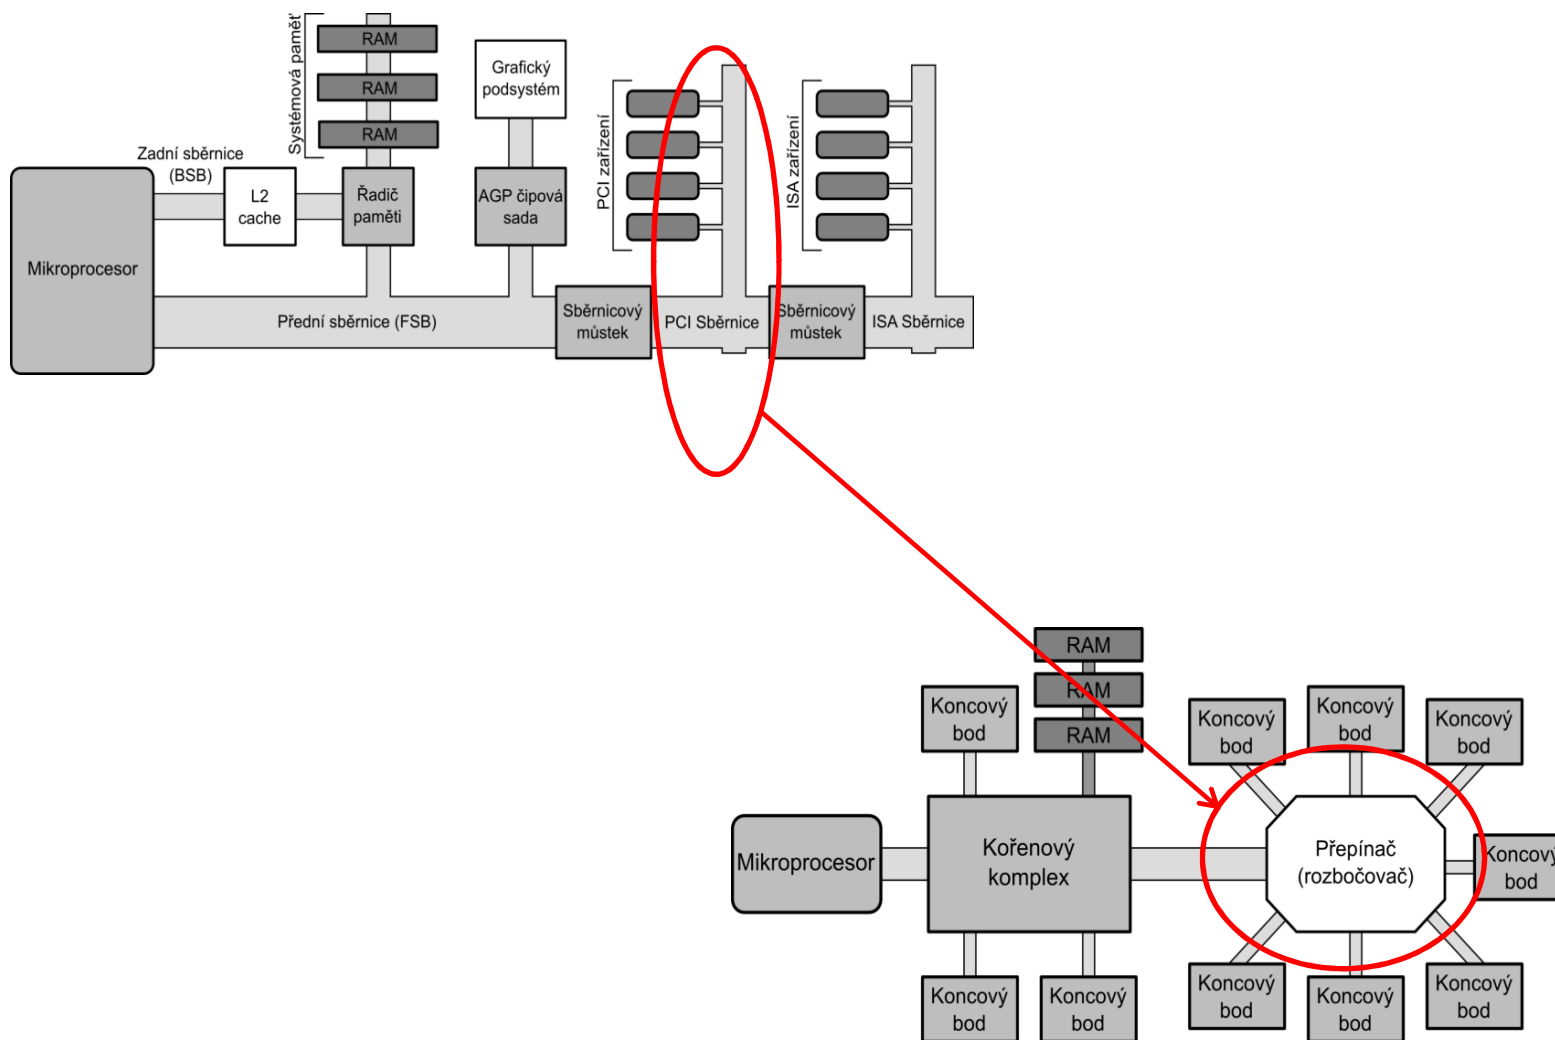 Systémová paměť
RAM
RAM
RAM
Grafický
podsystém
PCI zařízení
ISA zařízení
Zadní sběrnice
(BSB)
L2
cache
Řadič
paměti
AGP čipová
sada
Mikroprocesor
Přední sběrnice (FSB)
Sběrnicový
můstek
PCI Sběrnice
Sběrnicový
můstek
ISA Sběrnice
RAM
RAM
RAM
Koncový
bod
Koncový
bod
Koncový
bod
Koncový
bod
Mikroprocesor
Kořenový
komplex
Přepínač
(rozbočovač)
Koncový
bod
Koncový
bod
Koncový
bod
Koncový
bod
Koncový
bod
Koncový
bod